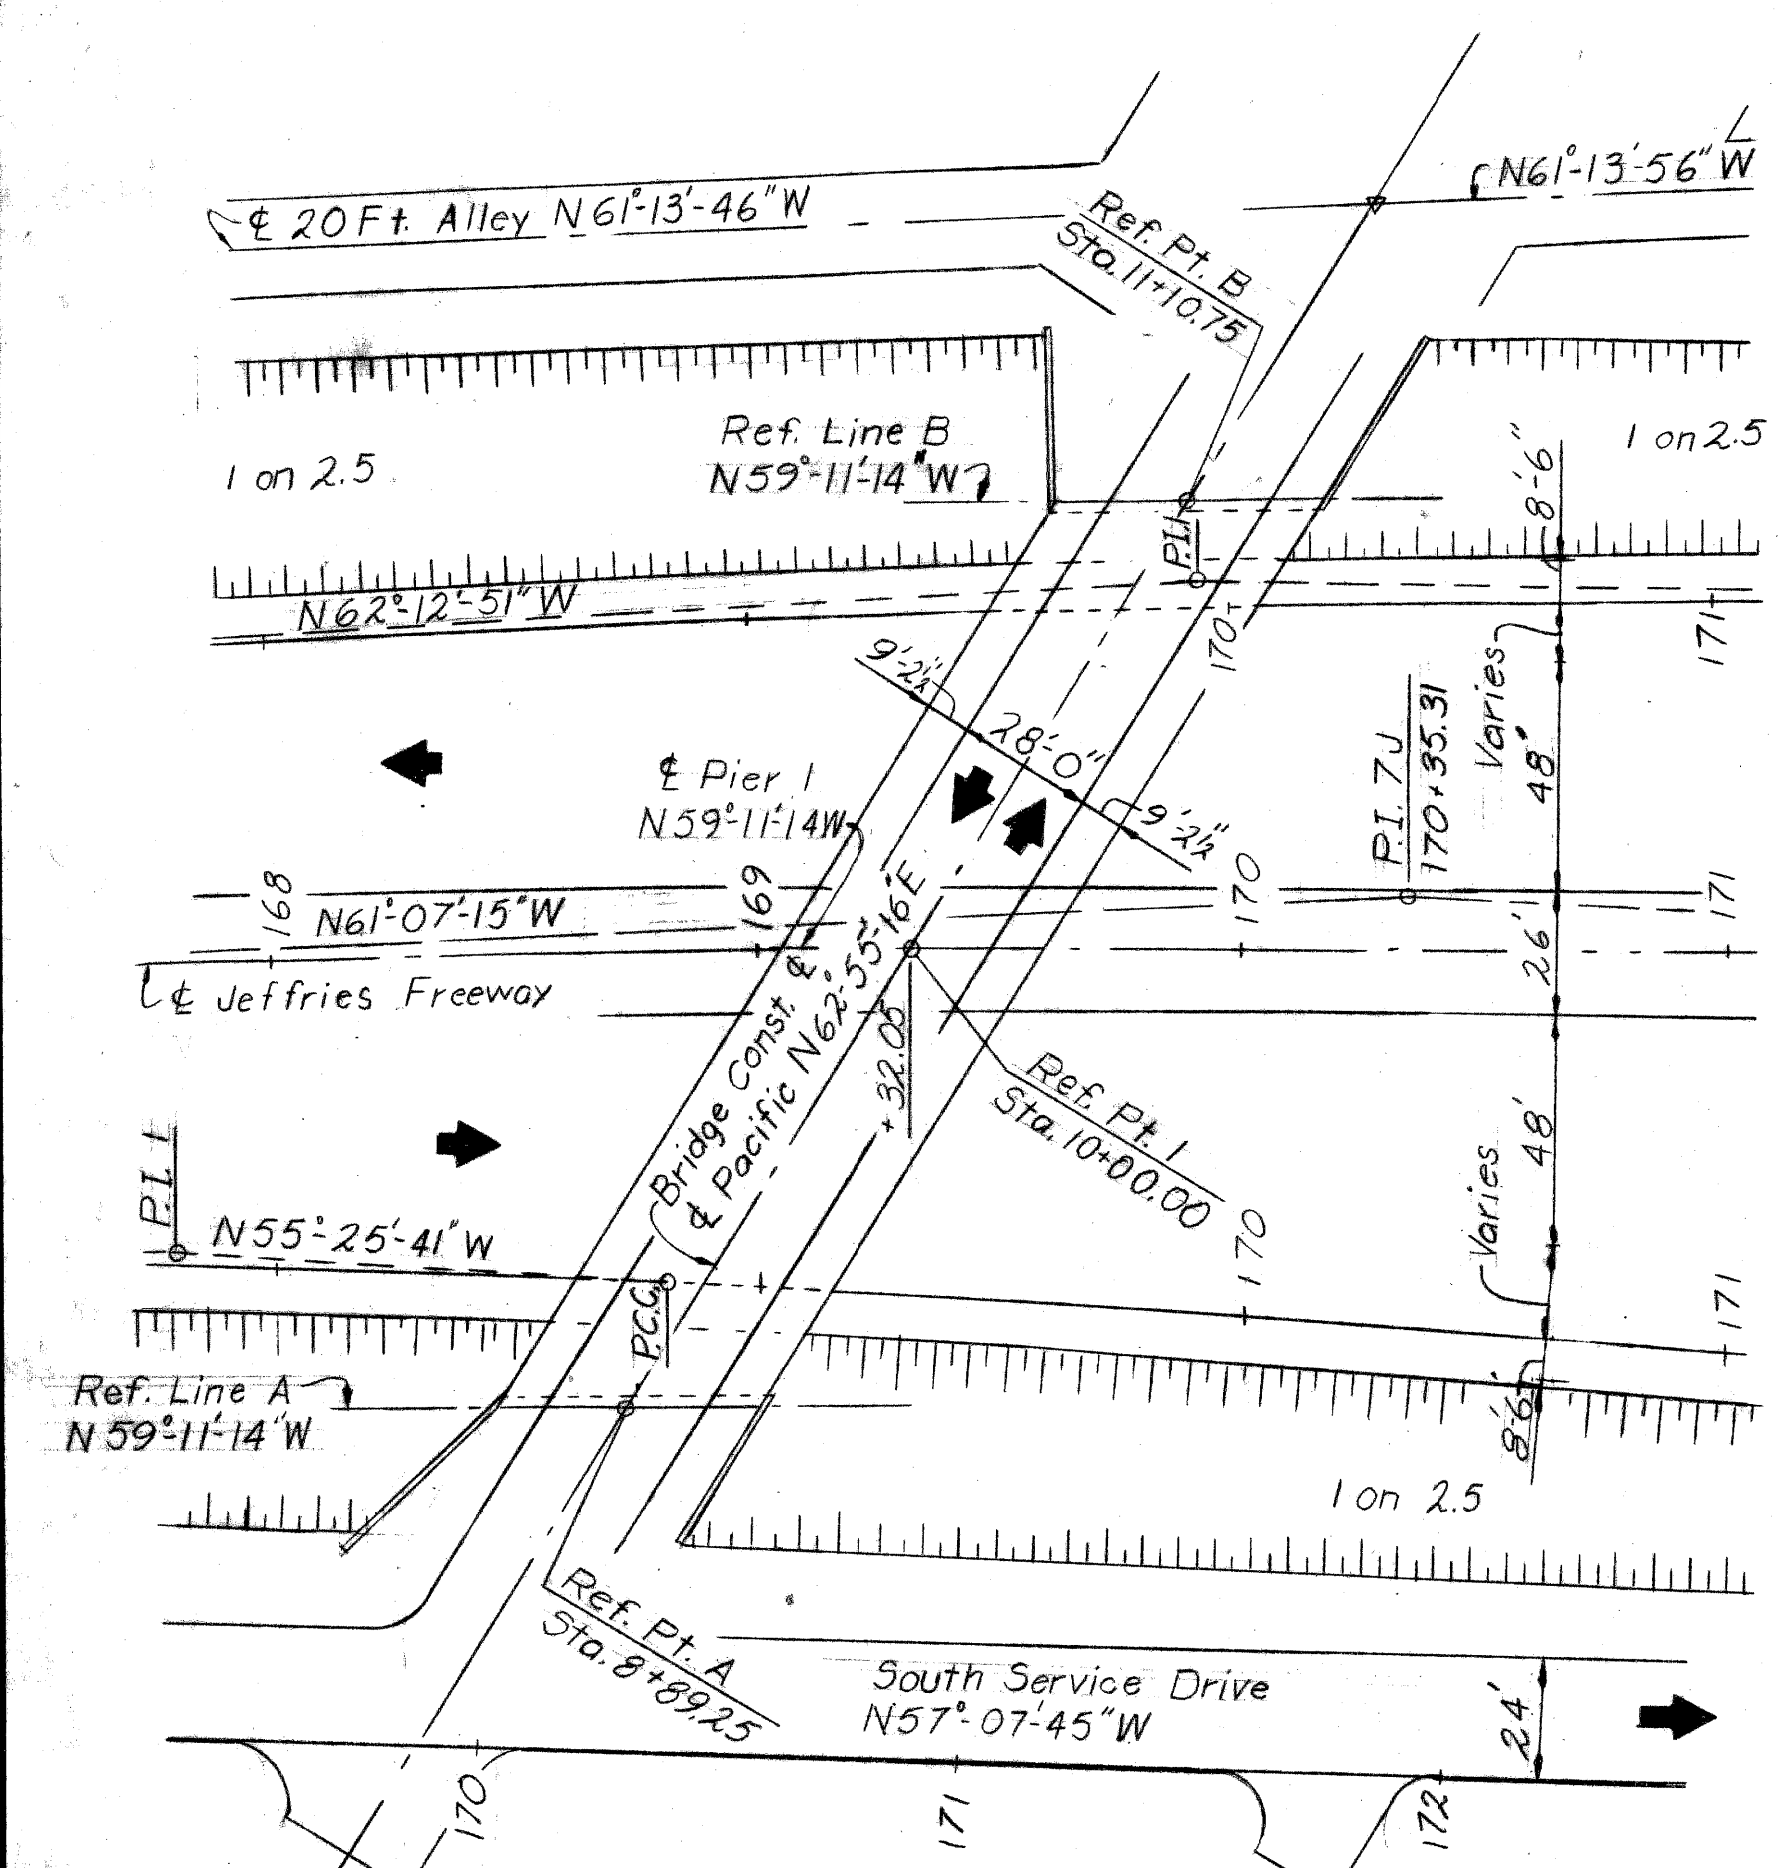 N61°-13'-56" W
℄ 20 Ft. Alley N61°-13'-46" W
Ref. Pt. B
Sta. 11+10.75
Ref. Line B
N59°-11'-14" W
1 on 2.5
1 on 2.5
8'-6"
P.I.1
N62°-12'-51" W
170
171
9'-2½"
28'-0"
9'-2½"
Varies
48'
P.I. 7J
170+35.31
℄ Pier 1
N59°-11'-14W
168
169
170
171
N61°-07'-15" W
℄ Jeffries Freeway
26'
Bridge Const. ℄
℄ Pacific N62°-55'-16" E
+32.05
Ref. Pt. 1
Sta. 10+00.00
48'
Varies
P.I. 1
N55°-25'-41" W
170
171
P.C.C.
Ref. Line A
N59°-11'-14" W
8'-6"
1 on 2.5
Ref. Pt. A
Sta. 8+89.25
South Service Drive
N57°-07'-45" W
24'
170
171
172